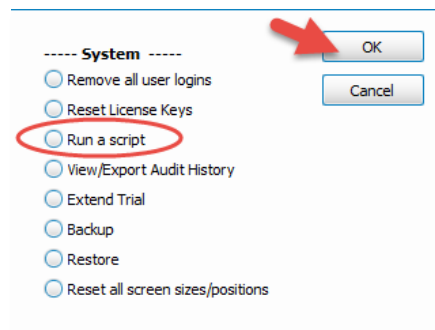 ----- System -----
OK
Remove all user logins
Cancel
Reset License Keys
Run a script
View/Export Audit History
Extend Trial
Backup
Restore
Reset all screen sizes/positions